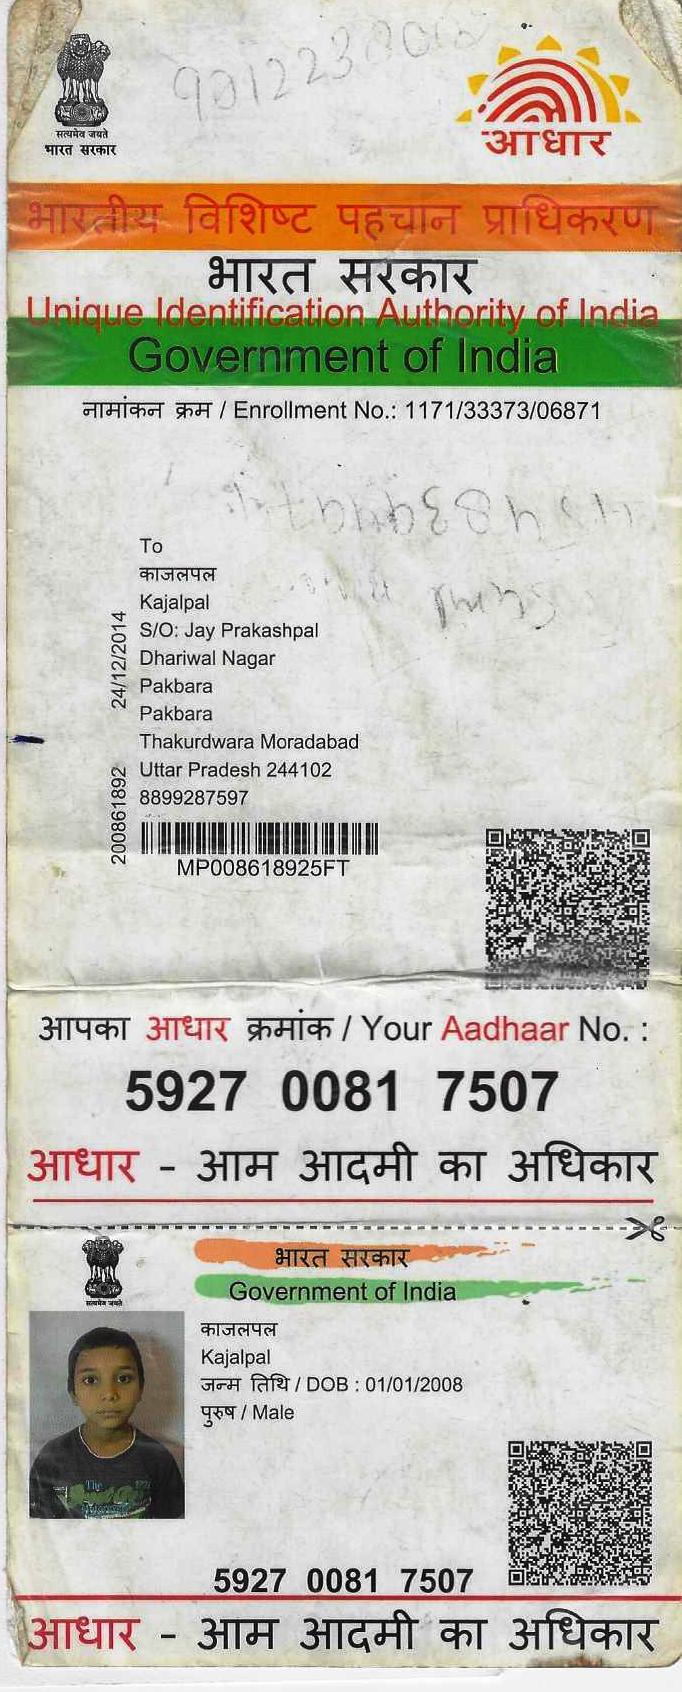 सत्यमेव जयते
भारत सरकार
आधार
भारतीय विशिष्ट पहचान प्राधिकरण
भारत सरकार
Unique Identification Authority of India
Government of India
नामांकन क्रम / Enrollment No.: 1171/33373/06871
To
काजलपल
Kajalpal
S/O: Jay Prakashpal
Dhariwal Nagar
Pakbara
Pakbara
Thakurdwara Moradabad
Uttar Pradesh 244102
8899287597
24/12/2014
200861892
MP008618925FT
आपका आधार क्रमांक / Your Aadhaar No. :
5927 0081 7507
आधार - आम आदमी का अधिकार
सत्यमेव जयते
भारत सरकार
Government of India
काजलपल
Kajalpal
जन्म तिथि / DOB : 01/01/2008
पुरुष / Male
5927 0081 7507
आधार - आम आदमी का अधिकार